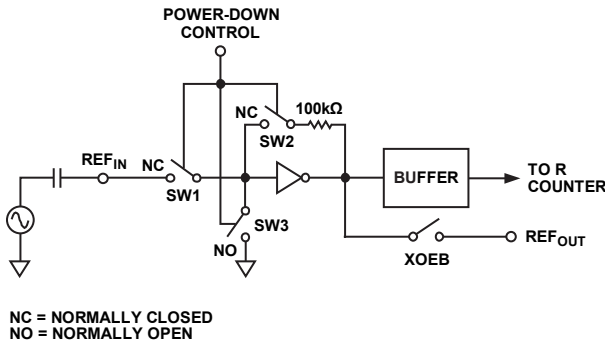 POWER-DOWN
CONTROL
NC
100kΩ
SW2
REFIN
NC
SW1
SW3
NO
BUFFER
TO R
COUNTER
XOEB
REFOUT
NC = NORMALLY CLOSED
NO = NORMALLY OPEN